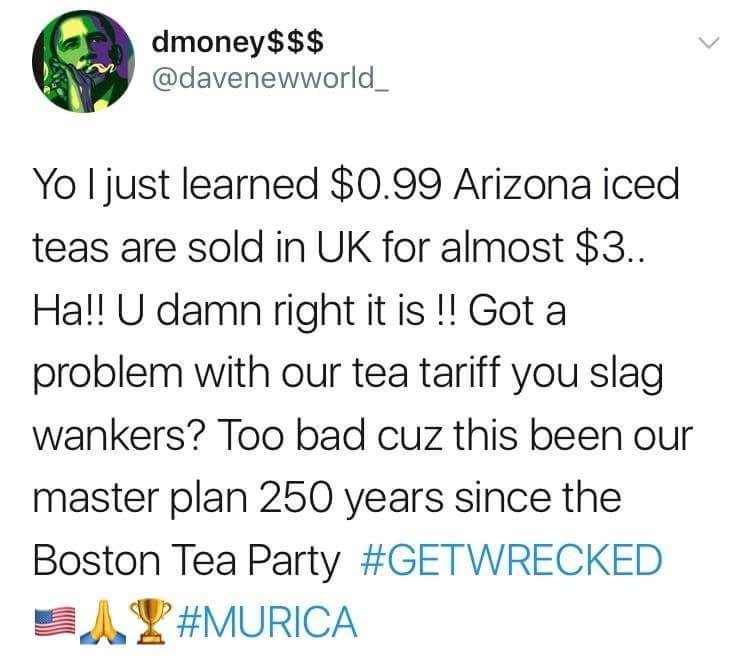 dmoney$$$
@davenewworld_
Yo I just learned $0.99 Arizona iced
teas are sold in UK for almost $3..
Ha!! U damn right it is !! Got a
problem with our tea tariff you slag
wankers? Too bad cuz this been our
master plan 250 years since the
Boston Tea Party #GETWRECKED
🇺🇸🙏🏆#MURICA